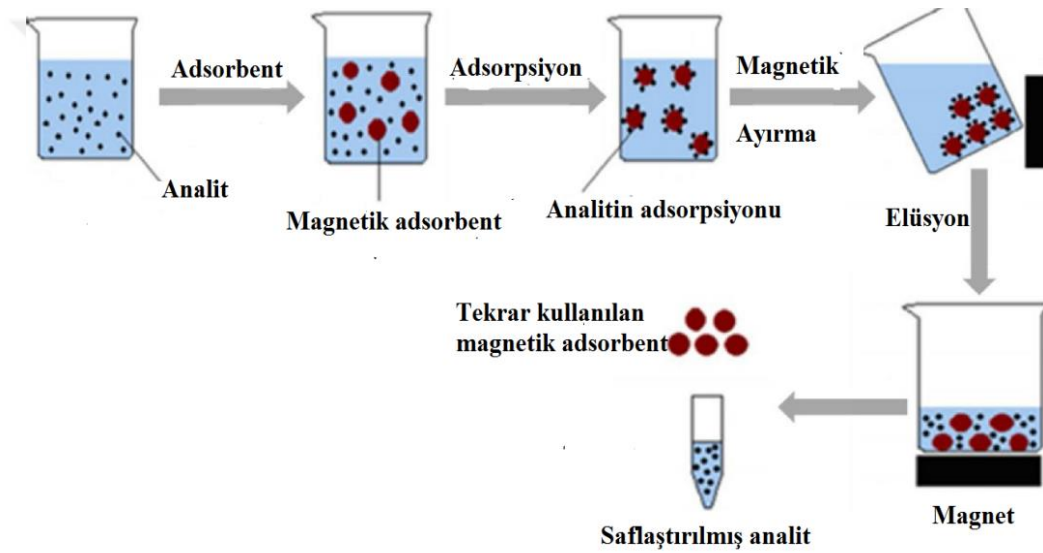 Adsorbent
Adsorpsiyon
Magnetik
Ayırma
Analit
Magnetik adsorbent
Analitin adsorpsiyonu
Elüsyon
Tekrar kullanılan
magnetik adsorbent
Magnet
Saflaştırılmış analit